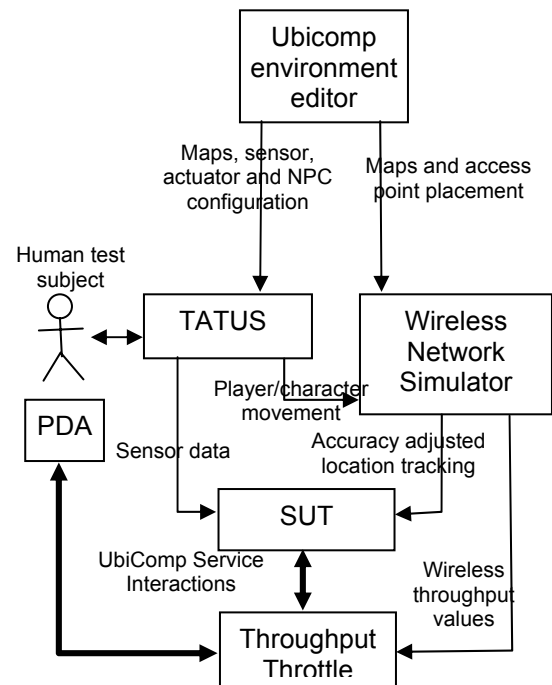 Ubicomp
environment
editor
Maps, sensor,
actuator and NPC
configuration
Maps and access
point placement
Human test
subject
TATUS
Wireless
Network
Simulator
Player/character
movement
PDA
Sensor data
Accuracy adjusted
location tracking
SUT
UbiComp Service
Interactions
Wireless
throughput
values
Throughput
Throttle